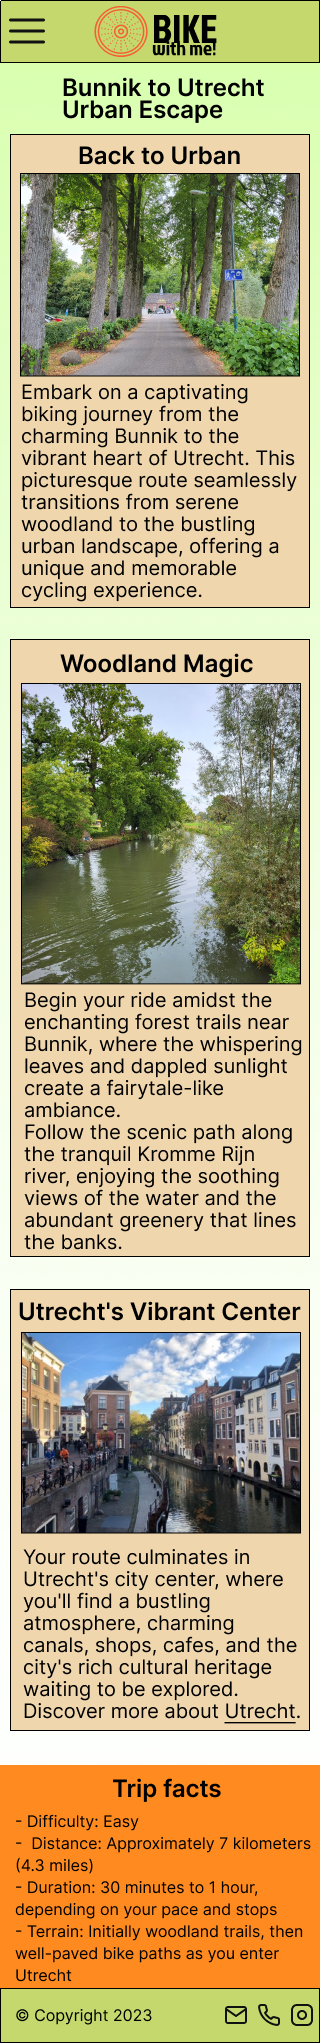 BIKE
with me!
Bunnik to Utrecht
Urban Escape
Back to Urban
Embark on a captivating
biking journey from the
charming Bunnik to the
vibrant heart of Utrecht. This
picturesque route seamlessly
transitions from serene
woodland to the bustling
urban landscape, offering a
unique and memorable
cycling experience.
Woodland Magic
Begin your ride amidst the
enchanting forest trails near
Bunnik, where the whispering
leaves and dappled sunlight
create a fairytale-like
ambiance.
Follow the scenic path along
the tranquil Kromme Rijn
river, enjoying the soothing
views of the water and the
abundant greenery that lines
the banks.
Utrecht's Vibrant Center
Your route culminates in
Utrecht's city center, where
you'll find a bustling
atmosphere, charming
canals, shops, cafes, and the
city's rich cultural heritage
waiting to be explored.
Discover more about Utrecht.
Trip facts
- Difficulty: Easy
-  Distance: Approximately 7 kilometers
(4.3 miles)
- Duration: 30 minutes to 1 hour,
depending on your pace and stops
- Terrain: Initially woodland trails, then
well-paved bike paths as you enter
Utrecht
© Copyright 2023